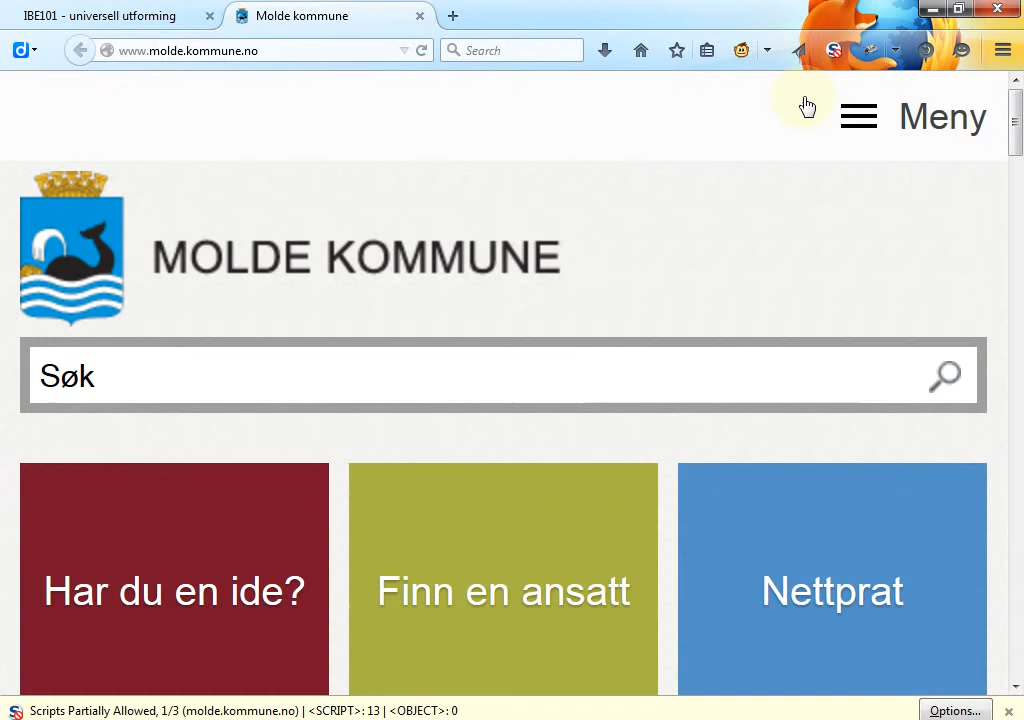 IBE101 - universell utforming
Molde kommune
www.molde.kommune.no
Search
Meny
MOLDE KOMMUNE
Søk
Har du en ide?
Finn en ansatt
Nettprat
Scripts Partially Allowed, 1/3 (molde.kommune.no) | <SCRIPT>: 13 | <OBJECT>: 0
Options...